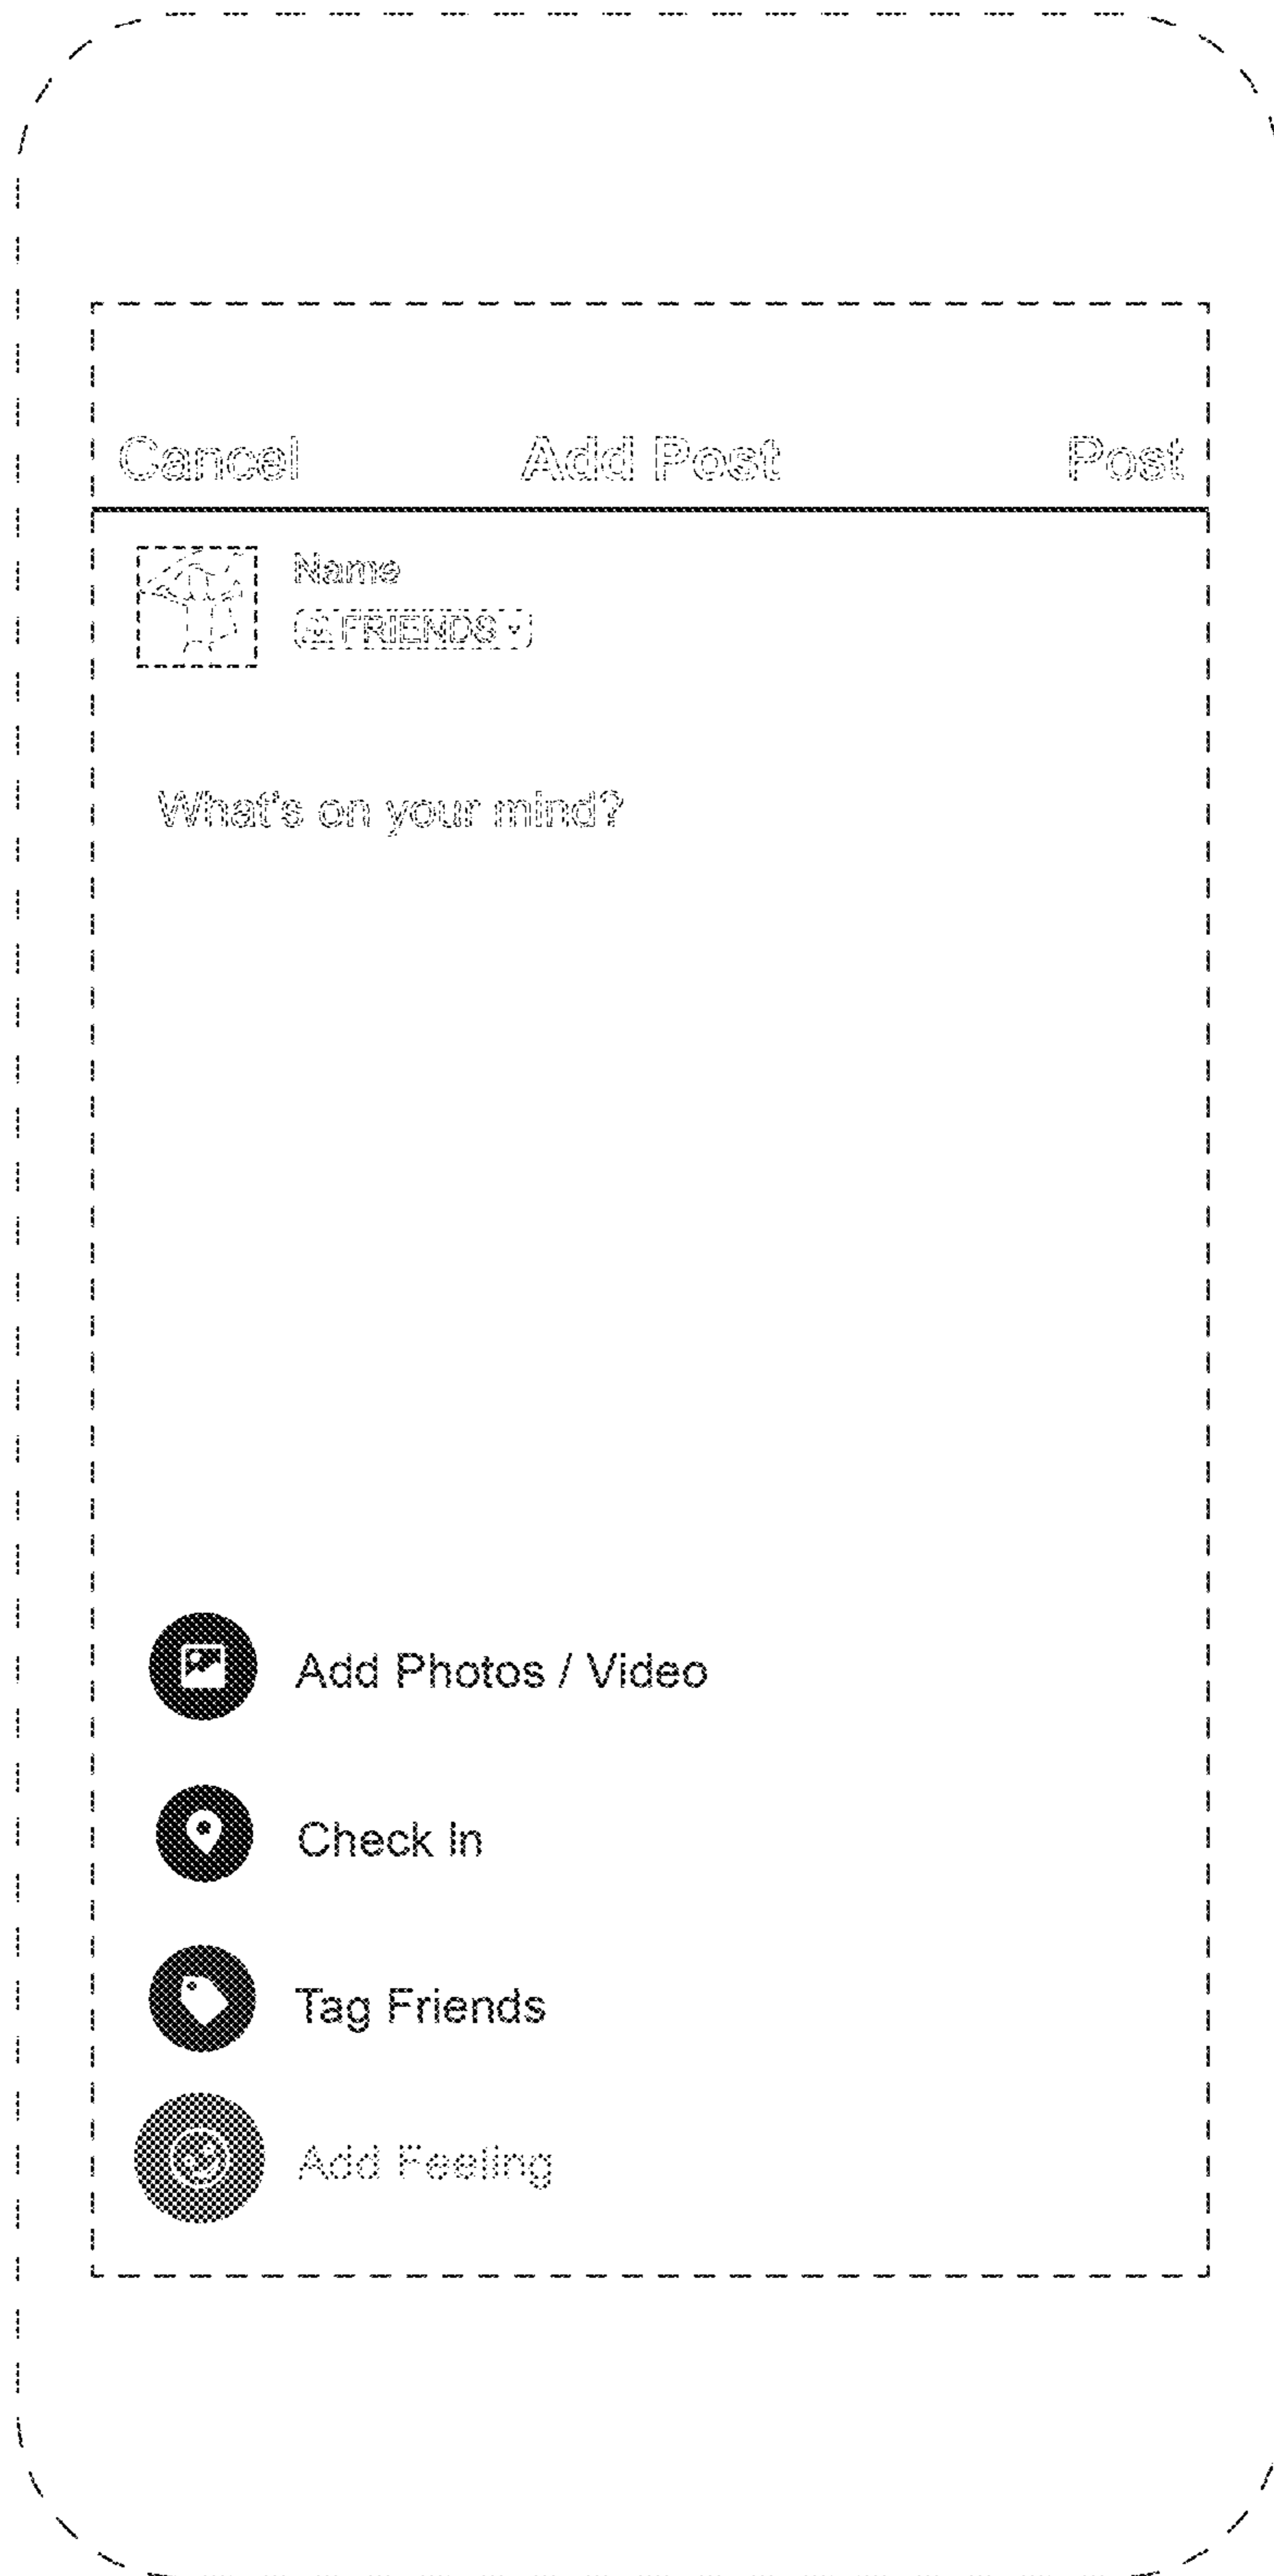 Cancel Add Post Post
Name
FRIENDS
What's on your mind?
Add Photos / Video
Check In
Tag Friends
Add Feeling